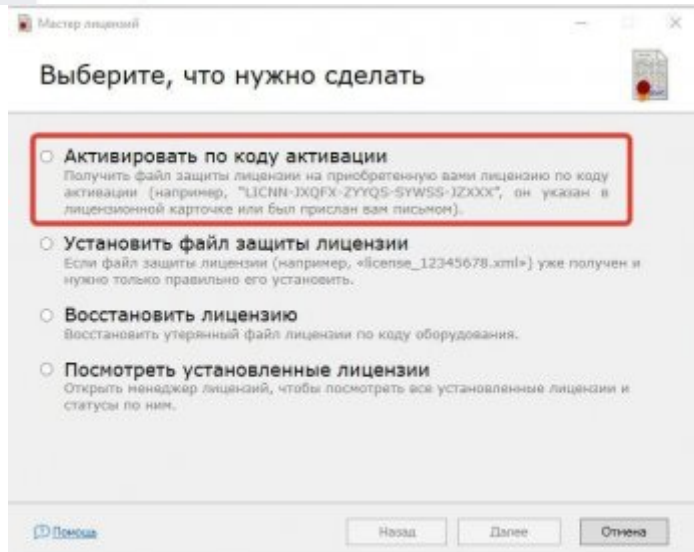 Мастер лицензий
Выберите, что нужно сделать
Активировать по коду активации
Получить файл защиты лицензии на приобретенную вами лицензию по коду
активации (например, "LICNN-JXQFX-ZYYQS-SYWSS-JZXXX", он указан в
лицензионной карточке или был прислан вам письмом).
Установить файл защиты лицензии
Если файл защиты лицензии (например, «license_12345678.xml») уже получен и
нужно только правильно его установить.
Восстановить лицензию
Восстановить утерянный файл лицензии по коду оборудования.
Посмотреть установленные лицензии
Открыть менеджер лицензий, чтобы посмотреть все установленные лицензии и
статусы по ним.
Помощь
Назад
Далее
Отмена